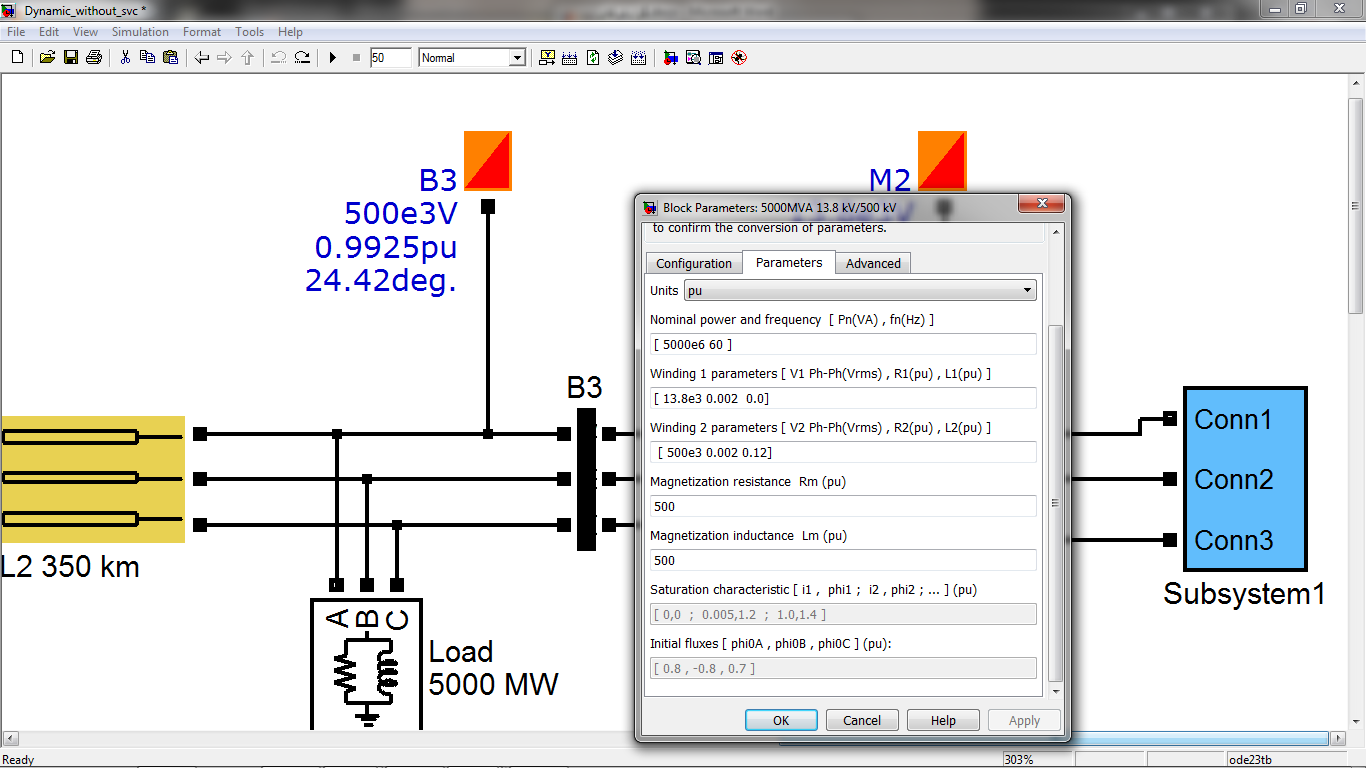 Dynamic_without_svc *
File Edit View Simulation Format Tools Help
50 Normal
B3
500e3V
0.9925pu
24.42deg.
M2
B3
L2 350 km
A B C
Load
5000 MW
Block Parameters: 5000MVA 13.8 kV/500 kV
to confirm the conversion of parameters.
Configuration Parameters Advanced
Units pu
Nominal power and frequency [ Pn(VA) , fn(Hz) ]
[ 5000e6 60 ]
Winding 1 parameters [ V1 Ph-Ph(Vrms) , R1(pu) , L1(pu) ]
[ 13.8e3 0.002 0.0]
Winding 2 parameters [ V2 Ph-Ph(Vrms) , R2(pu) , L2(pu) ]
[ 500e3 0.002 0.12]
Magnetization resistance Rm (pu)
500
Magnetization inductance Lm (pu)
500
Saturation characteristic [ i1 , phi1 ; i2 , phi2 ; ... ] (pu)
[ 0,0 ; 0.005,1.2 ; 1.0,1.4 ]
Initial fluxes [ phi0A , phi0B , phi0C ] (pu):
[ 0.8 , -0.8 , 0.7 ]
OK Cancel Help Apply
Conn1
Conn2
Conn3
Subsystem1
Ready 303% ode23tb